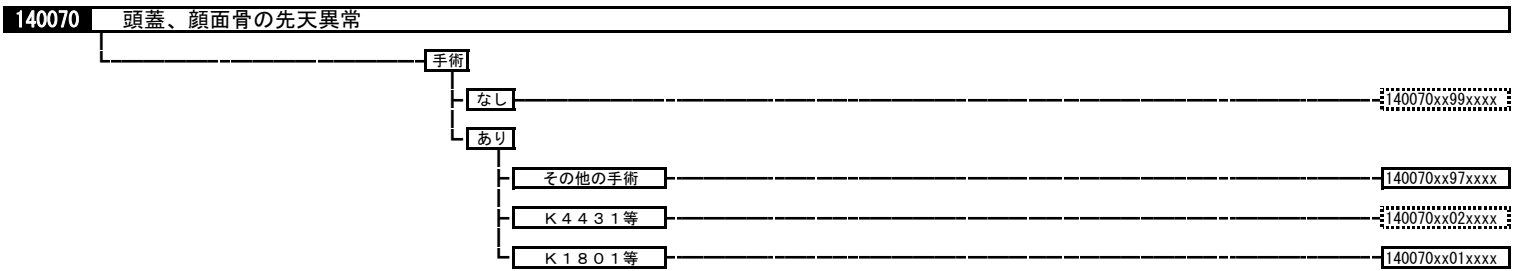 140070 頭蓋、顔面骨の先天異常
手術
なし 140070xx99xxxx
あり
その他の手術 140070xx97xxxx
K4431等 140070xx02xxxx
K1801等 140070xx01xxxx